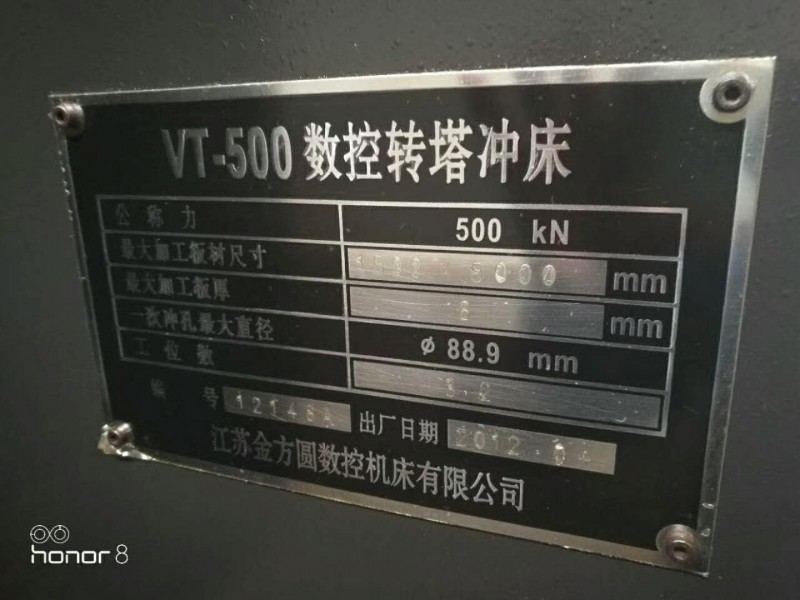 VT-500 数控转塔冲床
公称力 500 kN
最大加工板材尺寸 5000 mm
最大加工板厚 mm
一次冲孔最大直径 ø 88.9 mm
工位数
编号 12148A 出厂日期 2012.04
江苏金方圆数控机床有限公司
honor 8